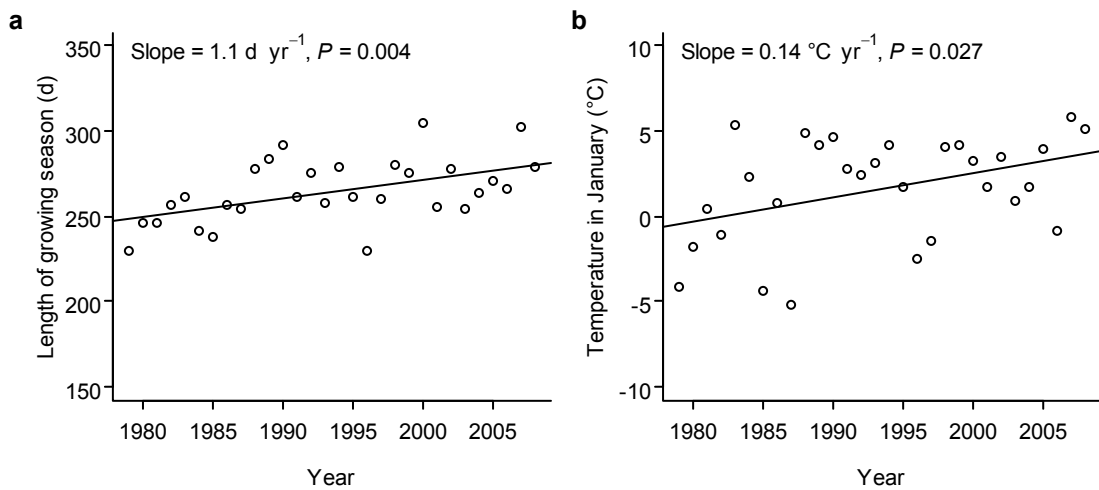 a
Slope = 1.1 d yr⁻¹, P = 0.004
Length of growing season (d)
350
300
250
200
150
1980 1985 1990 1995 2000 2005
Year
b
Slope = 0.14 °C yr⁻¹, P = 0.027
Temperature in January (°C)
10
5
0
-5
-10
1980 1985 1990 1995 2000 2005
Year